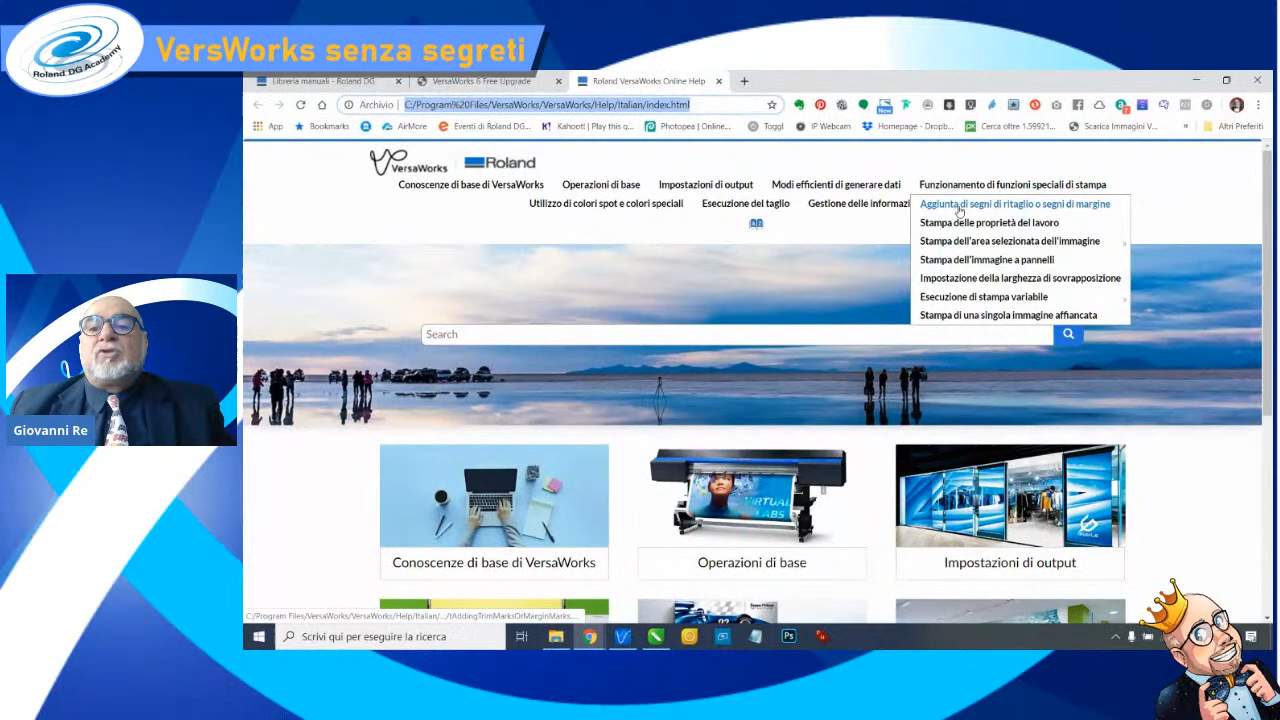 Roland DG Academy
VersWorks senza segreti
Libreria manuali - Roland DG
VersaWorks 6 Free Upgrade
Roland VersaWorks Online Help
Archivio
C:/Program%20Files/VersaWorks/VersaWorks/Help/Italian/index.html
New
App
Bookmarks
AirMore
Eventi di Roland DG...
Kahoot! | Play this q...
Photopea | Online...
Toggl
IP Webcam
Homepage - Dropb...
Cerca oltre 1.59921...
Scarica Immagini V...
Altri Preferiti
VersaWorks
Roland
Conoscenze di base di VersaWorks
Operazioni di base
Impostazioni di output
Modi efficienti di generare dati
Funzionamento di funzioni speciali di stampa
Utilizzo di colori spot e colori speciali
Esecuzione del taglio
Gestione delle informazi
Aggiunta di segni di ritaglio o segni di margine
Stampa delle proprietà del lavoro
Stampa dell'area selezionata dell'immagine
Stampa dell'immagine a pannelli
Impostazione della larghezza di sovrapposizione
Esecuzione di stampa variabile
Stampa di una singola immagine affiancata
Search
VIRTUAL
LABS
Conoscenze di base di VersaWorks
Operazioni di base
Impostazioni di output
C:/Program Files/VersaWorks/VersaWorks/Help/Italian/.../tAddingTrimMarksOrMarginMarks...
Scrivi qui per eseguire la ricerca
Ps
Giovanni Re